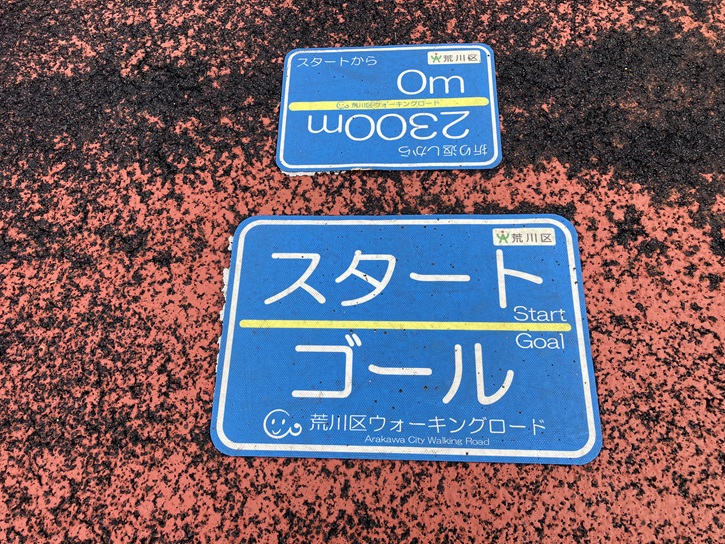 スタートから
荒川区
0m
荒川区ウォーキングロード
2300m
折り返しから
荒川区
スタート
Start
Goal
ゴール
荒川区ウォーキングロード
Arakawa City Walking Road